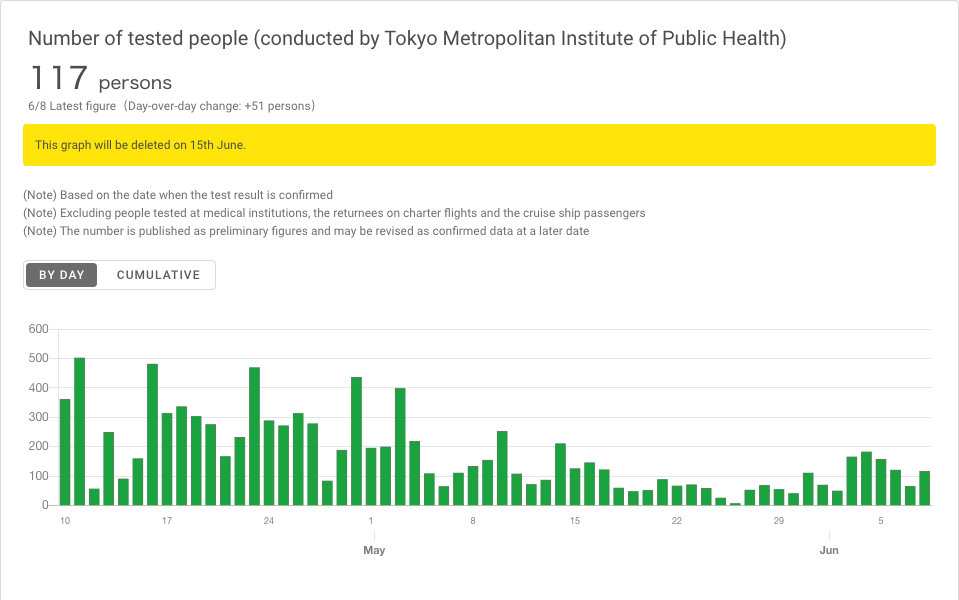 Number of tested people (conducted by Tokyo Metropolitan Institute of Public Health)
117 persons
6/8 Latest figure（Day-over-day change: +51 persons）
This graph will be deleted on 15th June.
(Note) Based on the date when the test result is confirmed
(Note) Excluding people tested at medical institutions, the returnees on charter flights and the cruise ship passengers
(Note) The number is published as preliminary figures and may be revised as confirmed data at a later date
BY DAY CUMULATIVE
600
500
400
300
200
100
0
10 17 24 1 8 15 22 29 5
May Jun